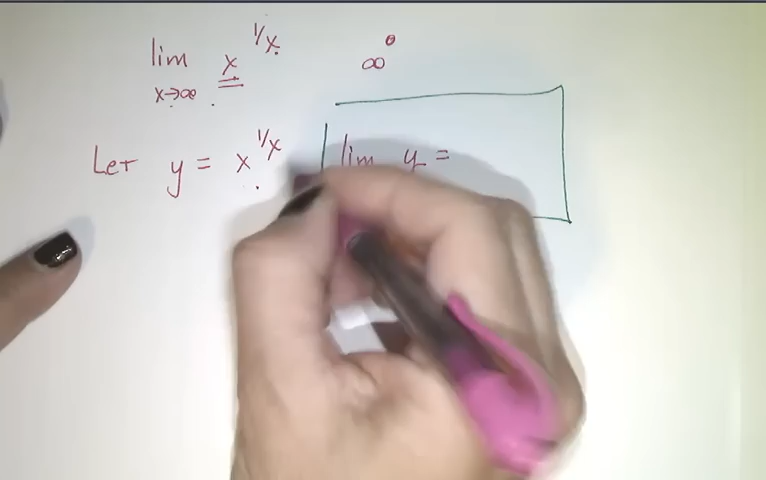 lim x^{1/x} ∞^0
x→∞
Let y = x^{1/x} lim y =